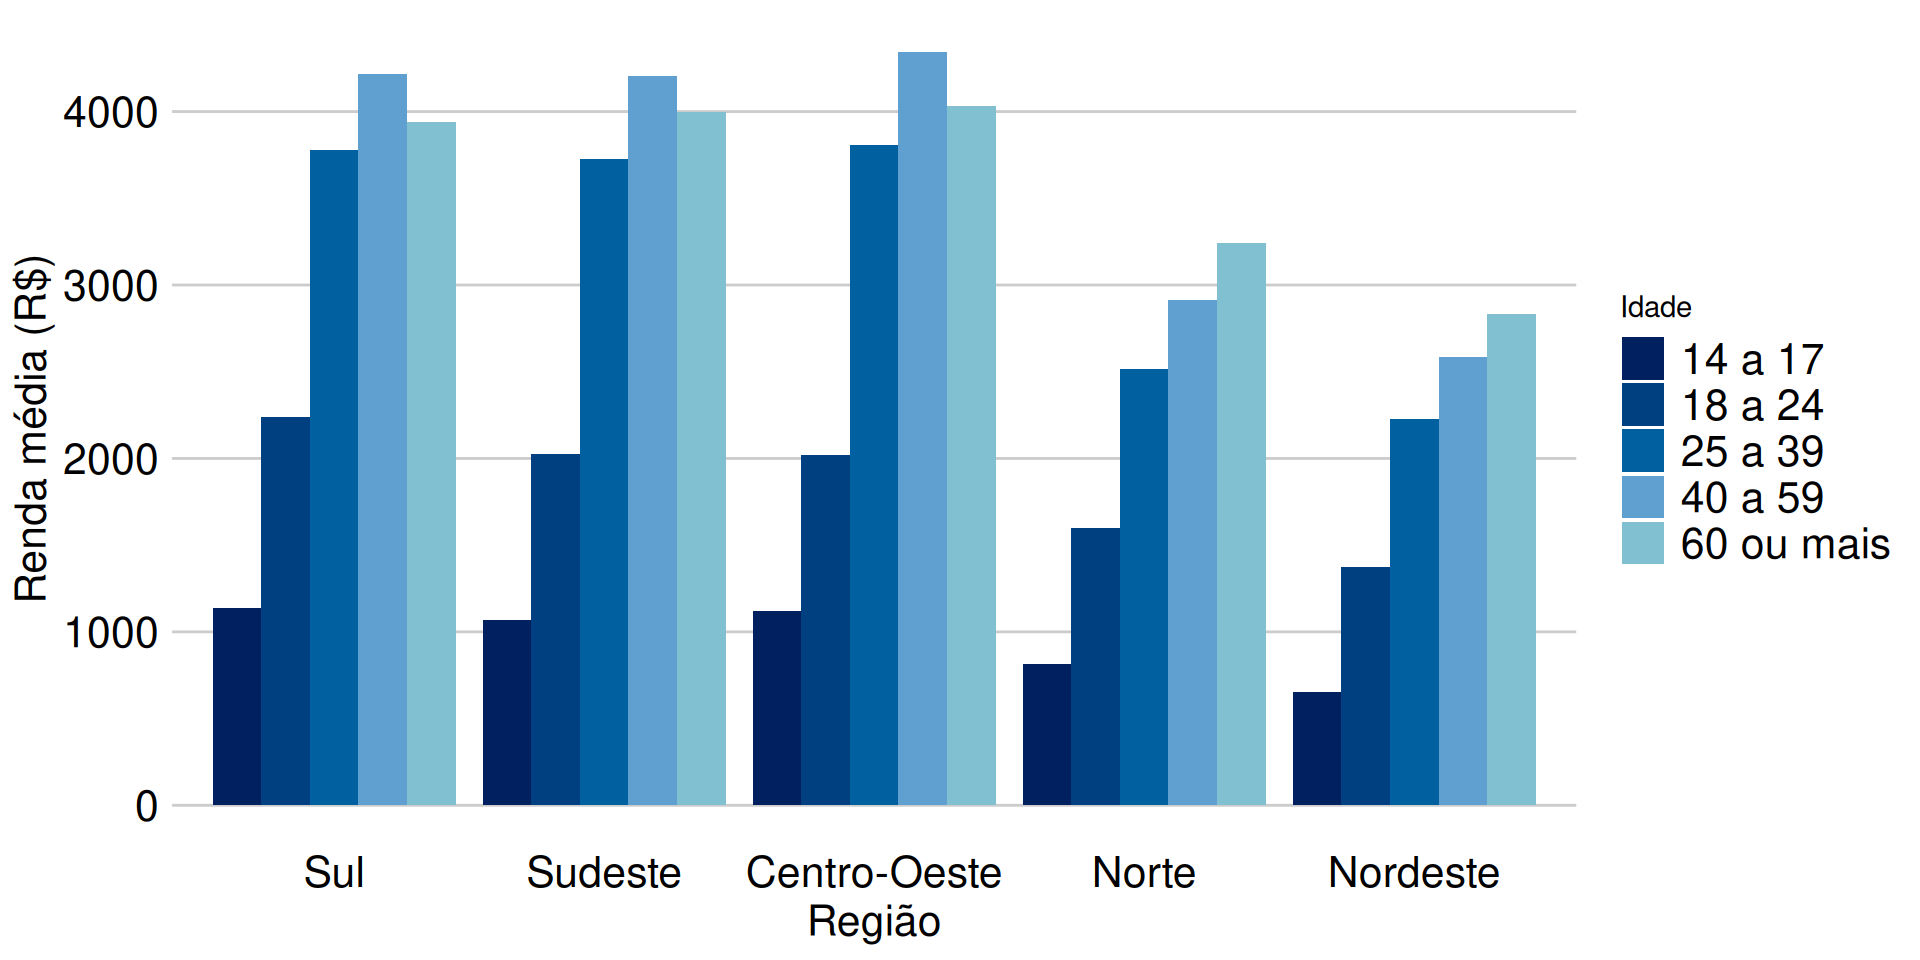 Renda média (R$)
4000
3000
2000
1000
0
Sul
Sudeste
Centro-Oeste
Norte
Nordeste
Região
Idade
14 a 17
18 a 24
25 a 39
40 a 59
60 ou mais